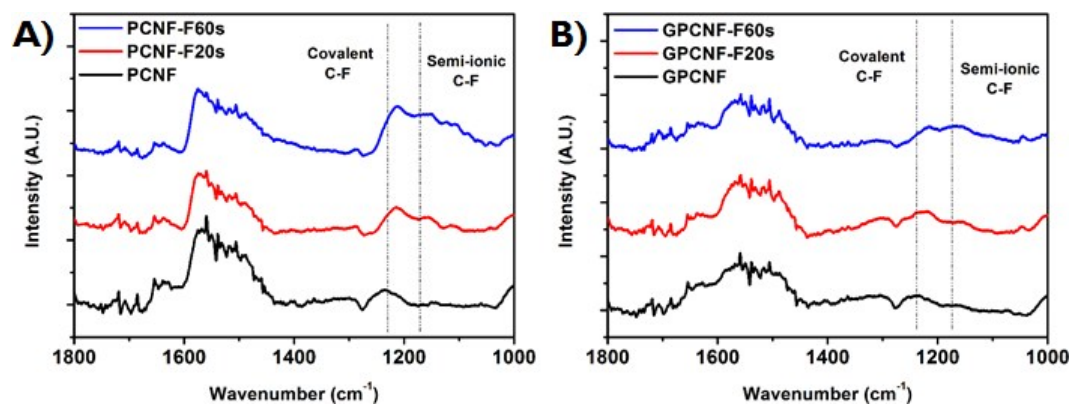 A)
PCNF-F60s
PCNF-F20s
PCNF
Covalent
C-F
Semi-ionic
C-F
Intensity (A.U.)
1800 1600 1400 1200 1000
Wavenumber (cm⁻¹)
B)
GPCNF-F60s
GPCNF-F20s
GPCNF
Covalent
C-F
Semi-ionic
C-F
Intensity (A.U.)
1800 1600 1400 1200 1000
Wavenumber (cm⁻¹)